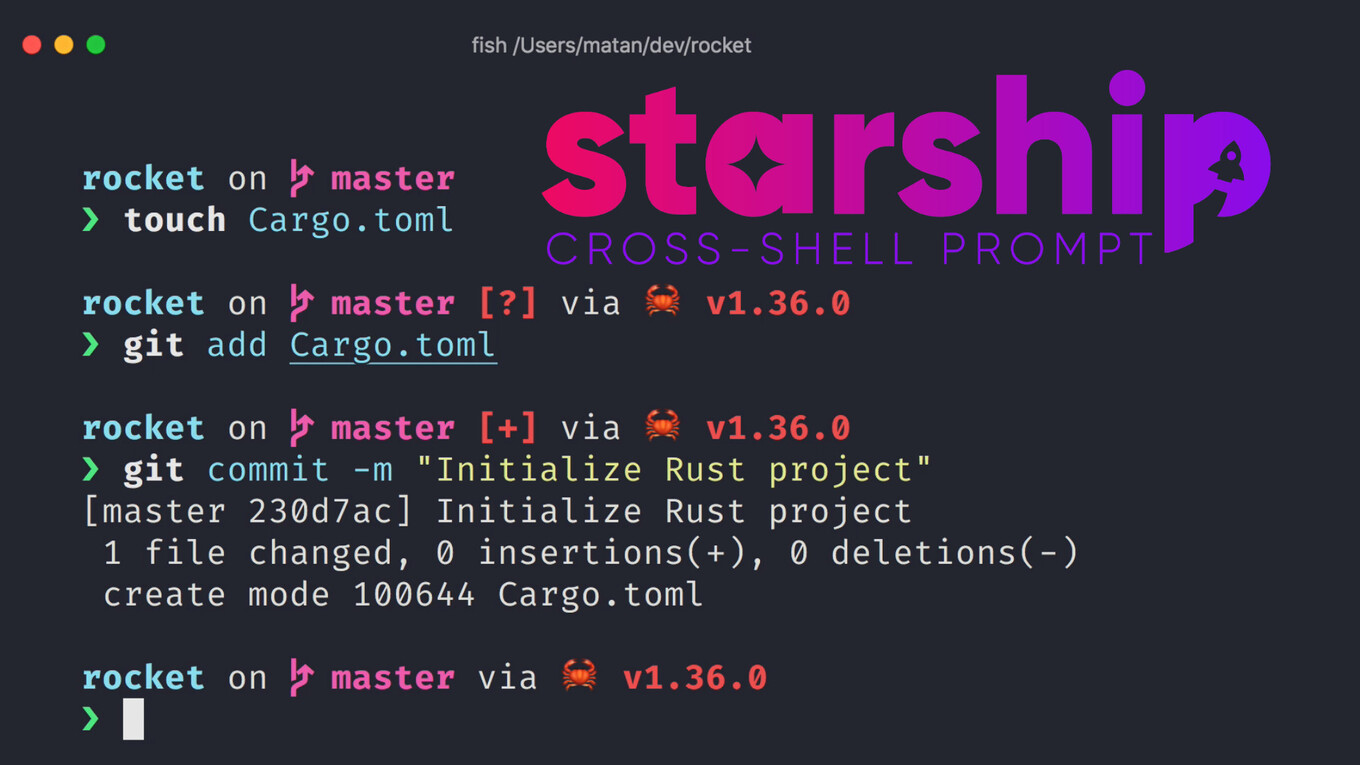 fish /Users/matan/dev/rocket
starship
CROSS-SHELL PROMPT
rocket on master
❯ touch Cargo.toml
rocket on master [?] via 🦀 v1.36.0
❯ git add Cargo.toml
rocket on master [+] via 🦀 v1.36.0
❯ git commit -m "Initialize Rust project"
[master 230d7ac] Initialize Rust project
1 file changed, 0 insertions(+), 0 deletions(-)
create mode 100644 Cargo.toml
rocket on master via 🦀 v1.36.0
❯